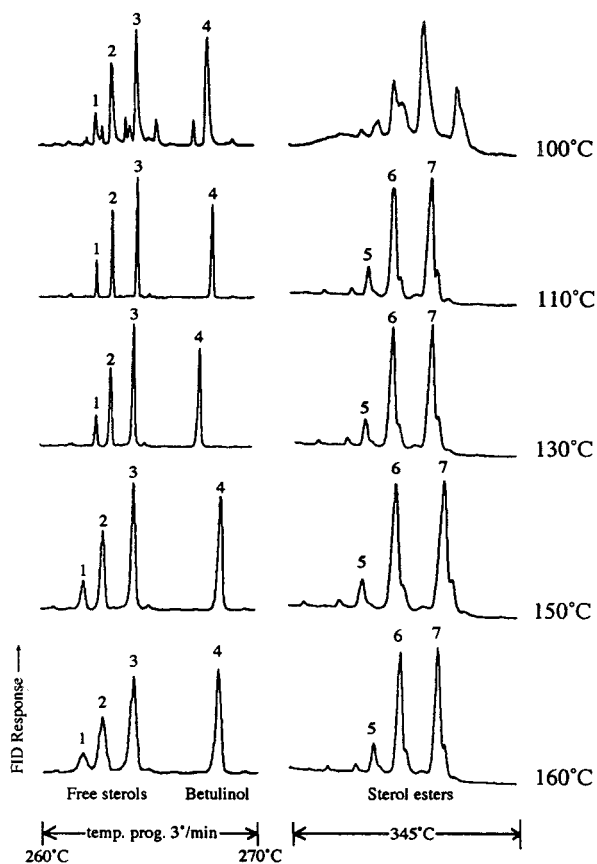 1 2 3 4
100°C
1 2 3 4 5 6 7
110°C
1 2 3 4 5 6 7
130°C
1 2 3 4 5 6 7
150°C
1 2 3 4 5 6 7
160°C
FID Response →
Free sterols Betulinol Sterol esters
temp. prog. 3°/min 345°C
260°C 270°C